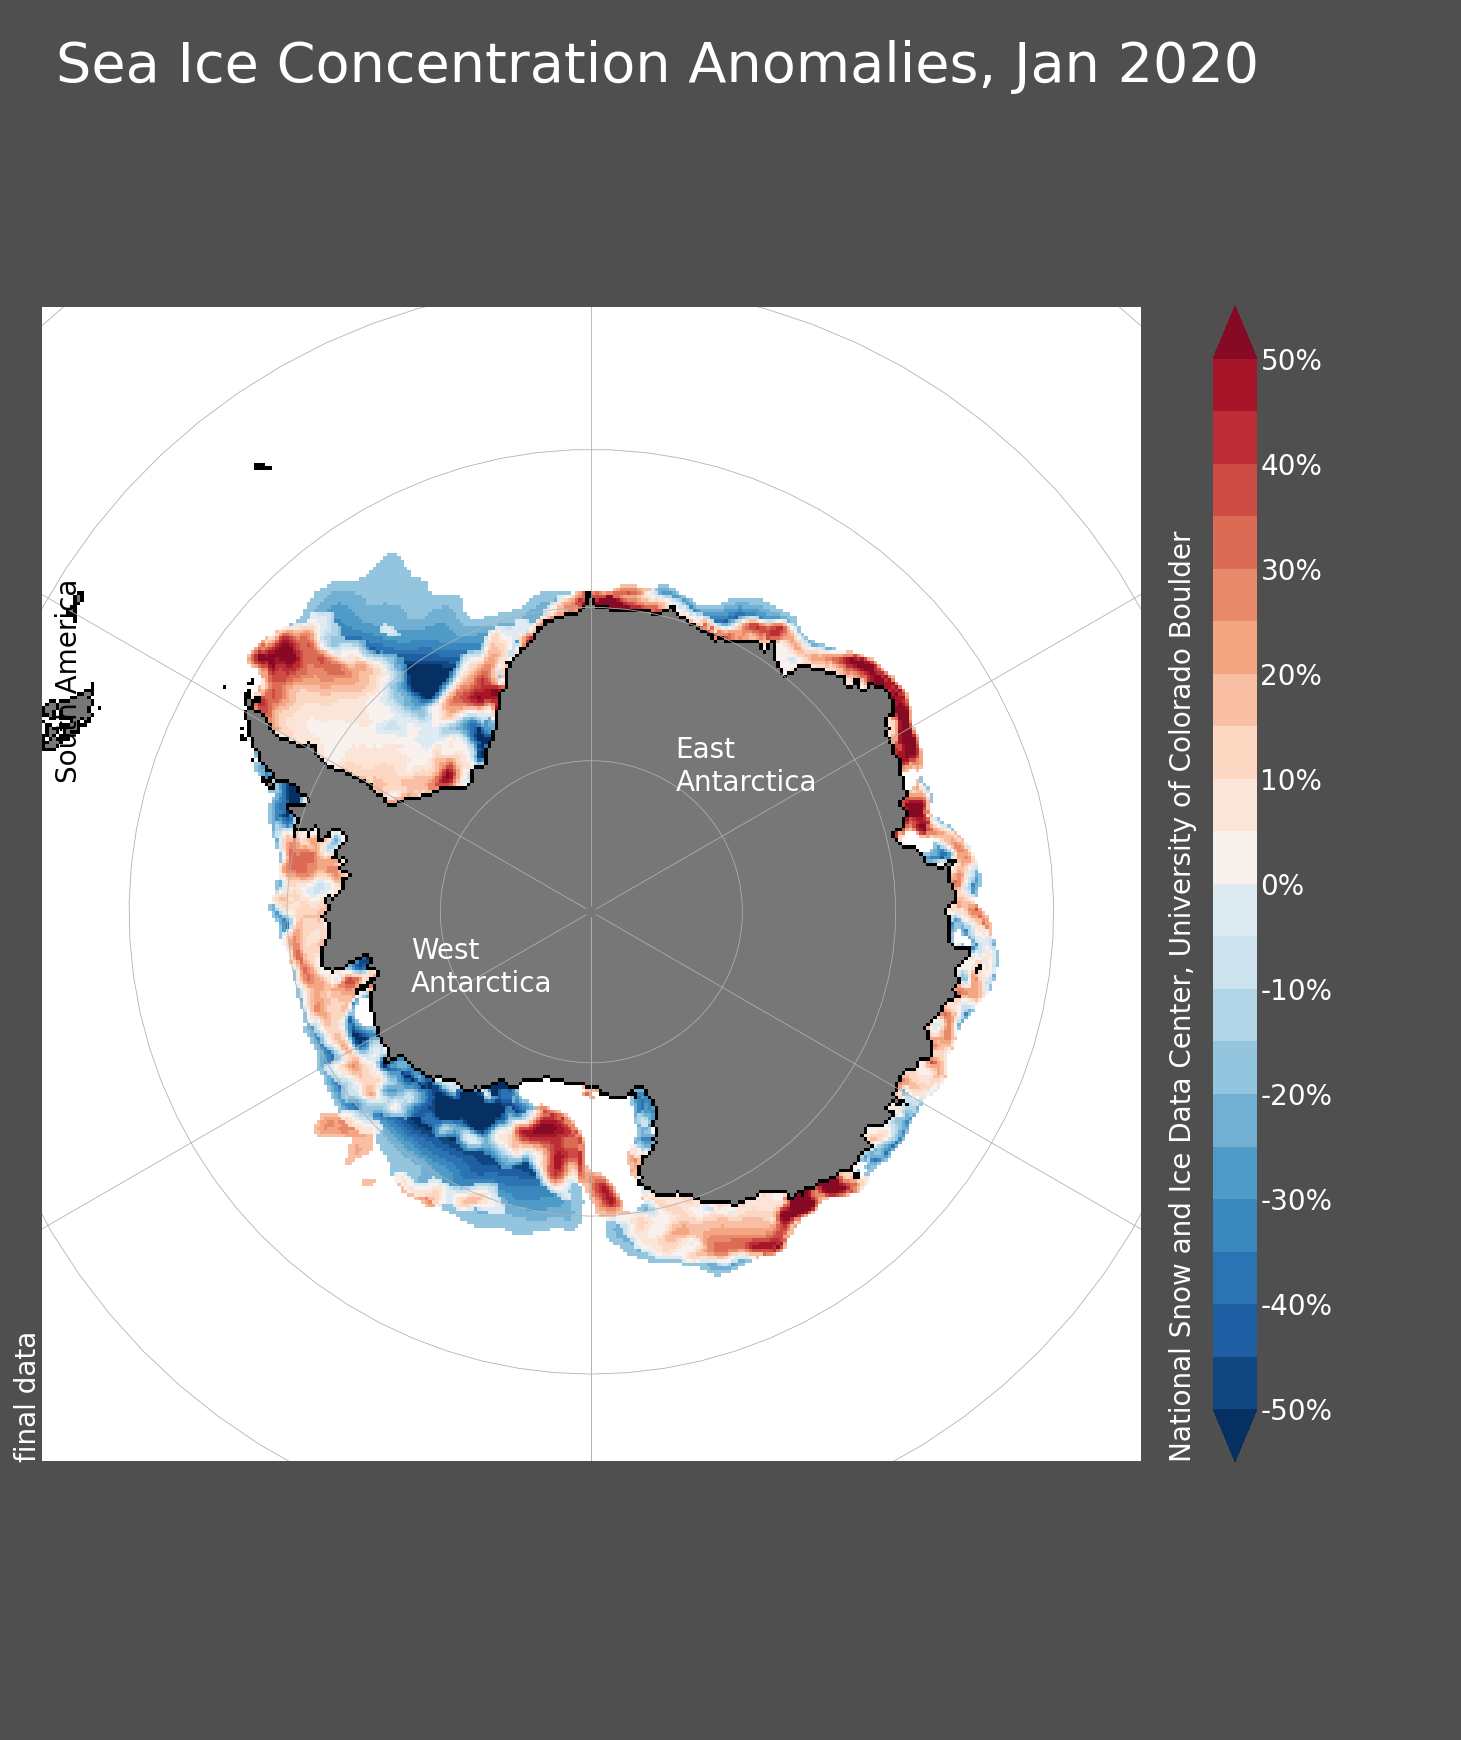 Sea Ice Concentration Anomalies, Jan 2020
South America
East
Antarctica
West
Antarctica
final data
National Snow and Ice Data Center, University of Colorado Boulder
50%
40%
30%
20%
10%
0%
-10%
-20%
-30%
-40%
-50%